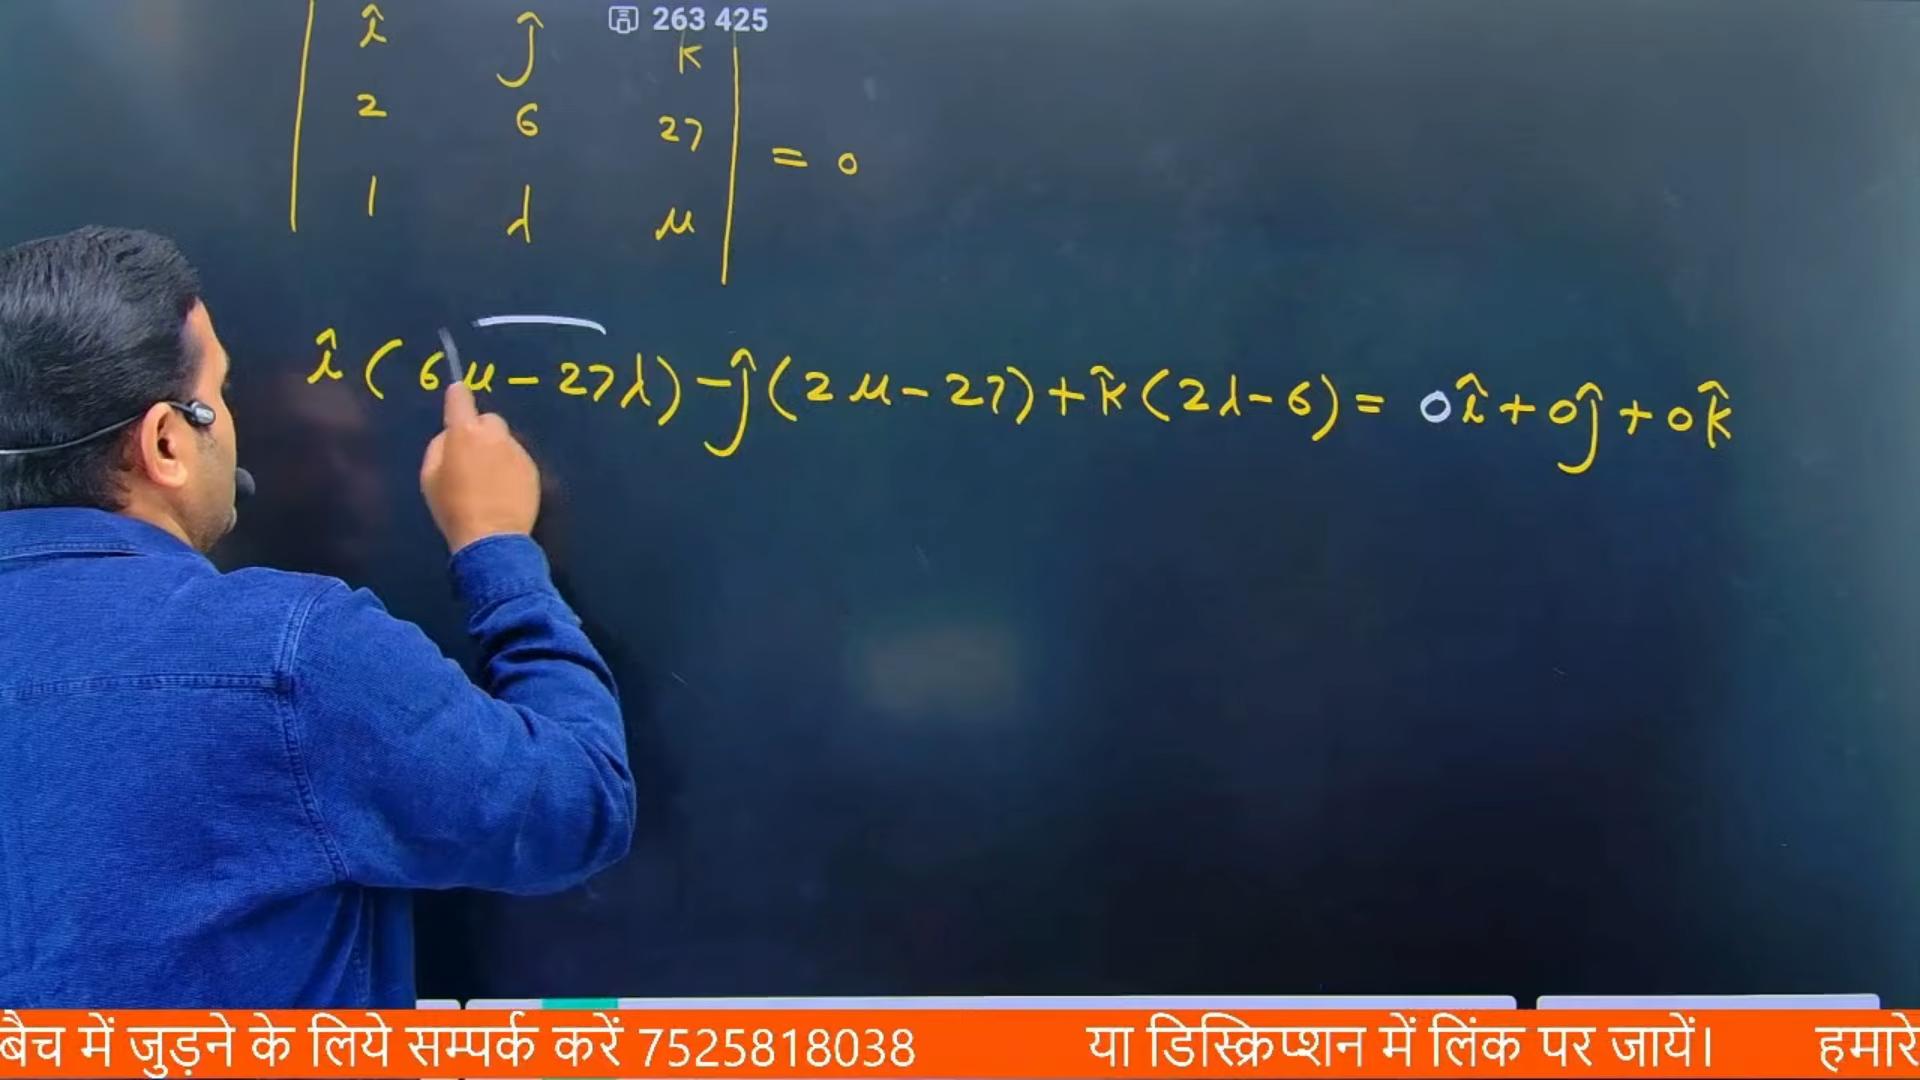 263 425
î ĵ k
2 6 27
= 0
1 λ μ
î ( 6μ - 27λ) - ĵ (2μ - 27) + k̂ (2λ - 6) = 0î + 0ĵ + 0k̂
बैच में जुड़ने के लिये सम्पर्क करें 7525818038 या डिस्क्रिप्शन में लिंक पर जायें। हमारे